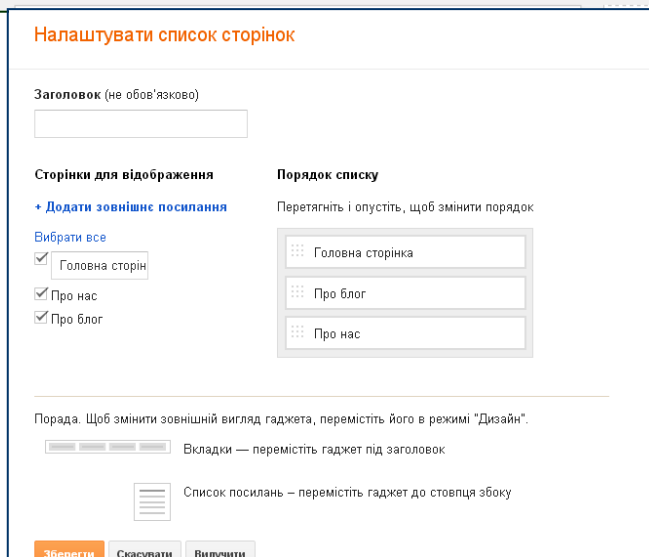 Налаштувати список сторінок
Заголовок (не обов'язково)
Сторінки для відображення
+ Додати зовнішнє посилання
Вибрати все
Головна сторін
Про нас
Про блог
Порядок списку
Перетягніть і опустіть, щоб змінити порядок
Головна сторінка
Про блог
Про нас
Порада. Щоб змінити зовнішній вигляд гаджета, перемістіть його в режимі "Дизайн".
Вкладки — перемістіть гаджет під заголовок
Список посилань – перемістіть гаджет до стовпця збоку
Зберегти Скасувати Вилучити